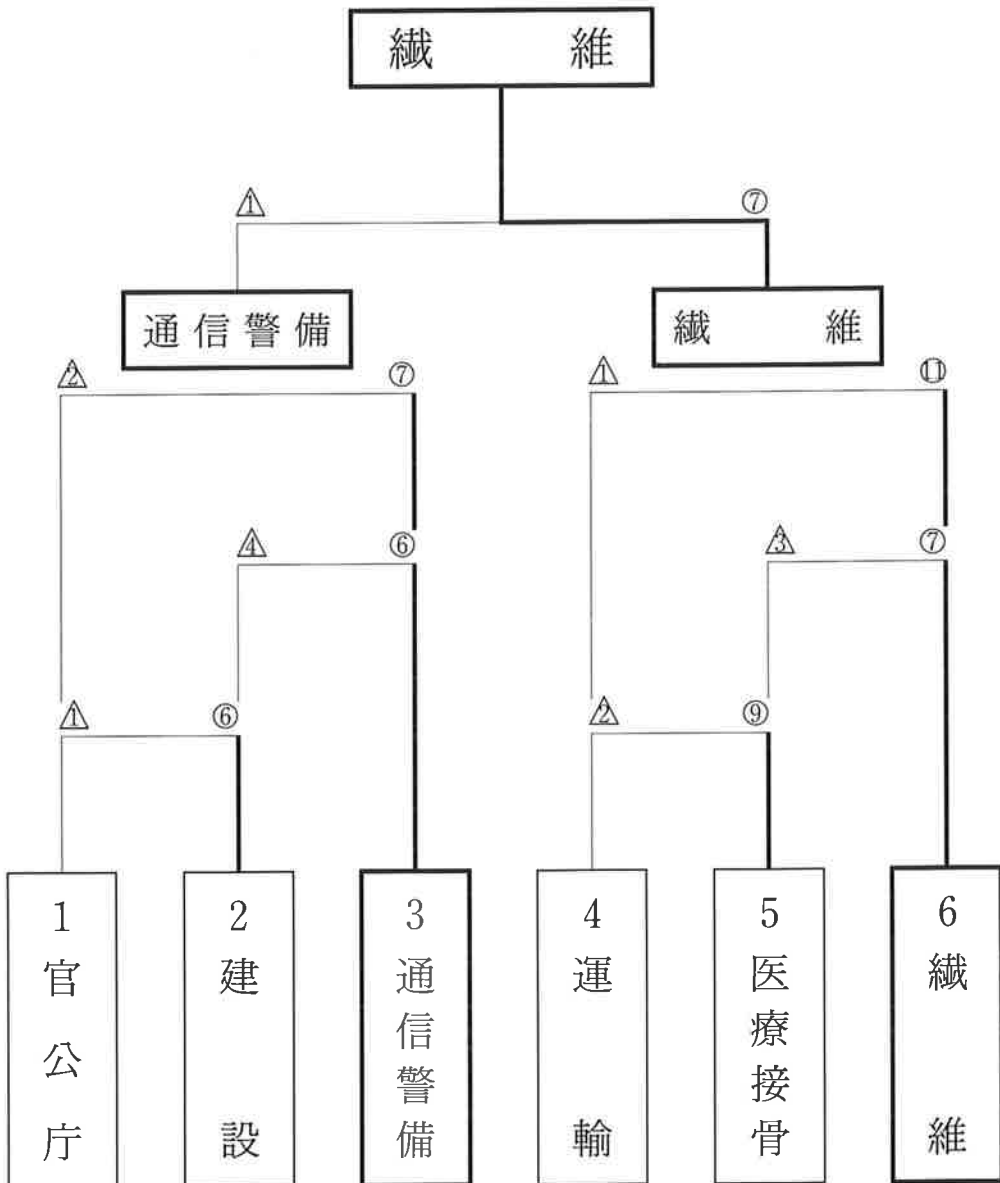 繊維
△1 ⑦
通信警備 繊維
△2 ⑦ △1 ⑪
△4 ⑥ △3 ⑦
△1 ⑥ △2 ⑨
1 官公庁
2 建設
3 通信警備
4 運輸
5 医療接骨
6 繊維